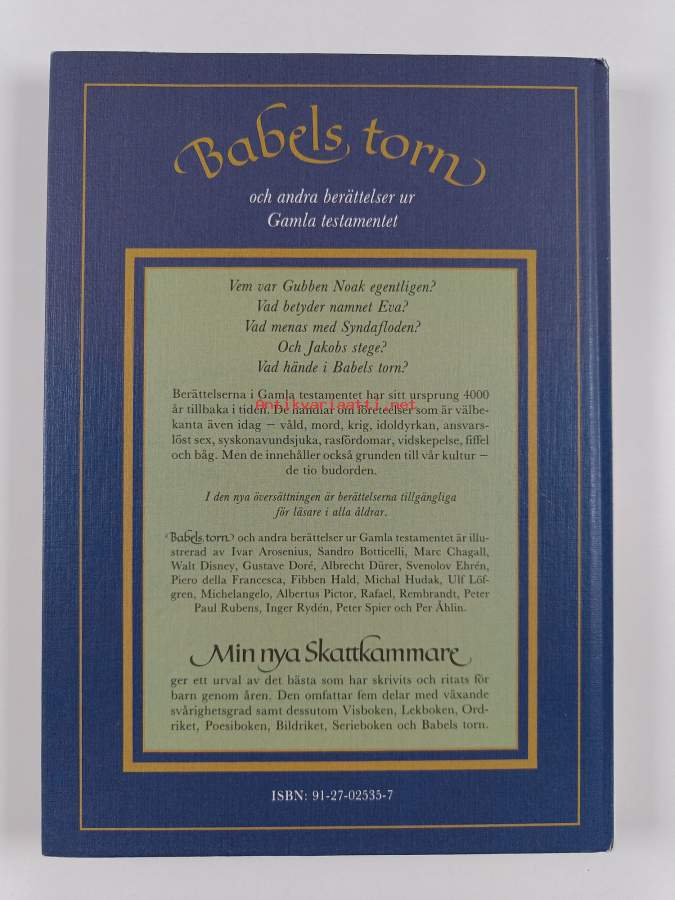 Babels torn
och andra berättelser ur
Gamla testamentet
Vem var Gubben Noak egentligen?
Vad betyder namnet Eva?
Vad menas med Syndafloden?
Och Jakobs stege?
Vad hände i Babels torn?
Berättelserna i Gamla testamentet har sitt ursprung 4000
år tillbaka i tiden. De handlar om företeelser som är välbe-
Antikvariaatti.net
kanta även idag – våld, mord, krig, idoldyrkan, ansvars-
löst sex, syskonavundsjuka, rasfördomar, vidskepelse, fiffel
och båg. Men de innehåller också grunden till vår kultur –
de tio budorden.
I den nya översättningen är berättelserna tillgängliga
för läsare i alla åldrar.
Babels torn och andra berättelser ur Gamla testamentet är illu-
strerad av Ivar Arosenius, Sandro Botticelli, Marc Chagall,
Walt Disney, Gustave Doré, Albrecht Dürer, Svenolov Ehrén,
Piero della Francesca, Fibben Hald, Michal Hudak, Ulf Löf-
gren, Michelangelo, Albertus Pictor, Rafael, Rembrandt, Peter
Paul Rubens, Inger Rydén, Peter Spier och Per Åhlin.
Min nya Skattkammare
ger ett urval av det bästa som har skrivits och ritats för
barn genom åren. Den omfattar fem delar med växande
svårighetsgrad samt dessutom Visboken, Lekboken, Ord-
riket, Poesiboken, Bildriket, Serieboken och Babels torn.
ISBN: 91-27-02535-7